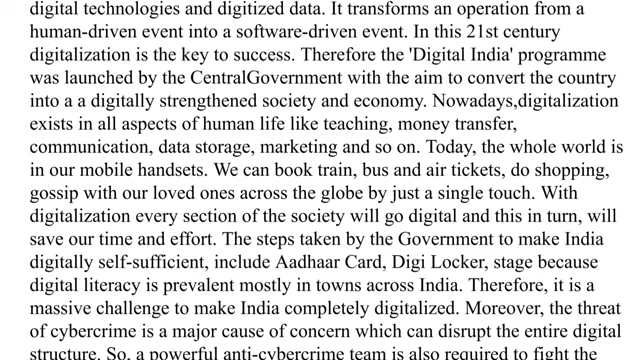 digital technologies and digitized data. It transforms an operation from a
human-driven event into a software-driven event. In this 21st century
digitalization is the key to success. Therefore the 'Digital India' programme
was launched by the CentralGovernment with the aim to convert the country
into a a digitally strengthened society and economy. Nowadays,digitalization
exists in all aspects of human life like teaching, money transfer,
communication, data storage, marketing and so on. Today, the whole world is
in our mobile handsets. We can book train, bus and air tickets, do shopping,
gossip with our loved ones across the globe by just a single touch. With
digitalization every section of the society will go digital and this in turn, will
save our time and effort. The steps taken by the Government to make India
digitally self-sufficient, include Aadhaar Card, Digi Locker, stage because
digital literacy is prevalent mostly in towns across India. Therefore, it is a
massive challenge to make India completely digitalized. Moreover, the threat
of cybercrime is a major cause of concern which can disrupt the entire digital
structure. So, a powerful anti-cybercrime team is also required to fight the